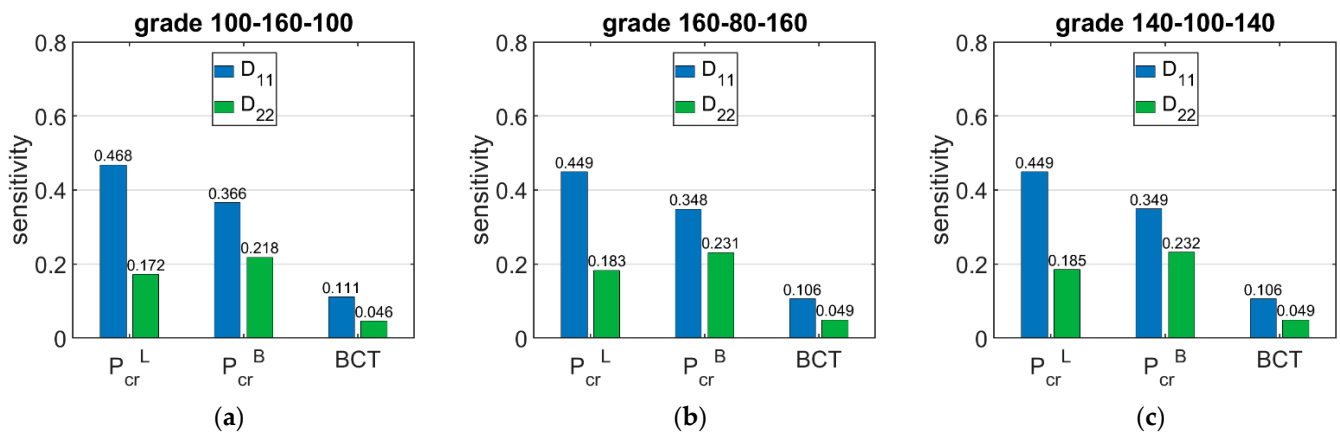 grade 100-160-100
0.8
0.6
0.4
0.2
0
sensitivity
D11
D22
0.468
0.172
0.366
0.218
0.111
0.046
Pcr L
Pcr B
BCT
(a)
grade 160-80-160
0.8
0.6
0.4
0.2
0
sensitivity
D11
D22
0.449
0.183
0.348
0.231
0.106
0.049
Pcr L
Pcr B
BCT
(b)
grade 140-100-140
0.8
0.6
0.4
0.2
0
sensitivity
D11
D22
0.449
0.185
0.349
0.232
0.106
0.049
Pcr L
Pcr B
BCT
(c)